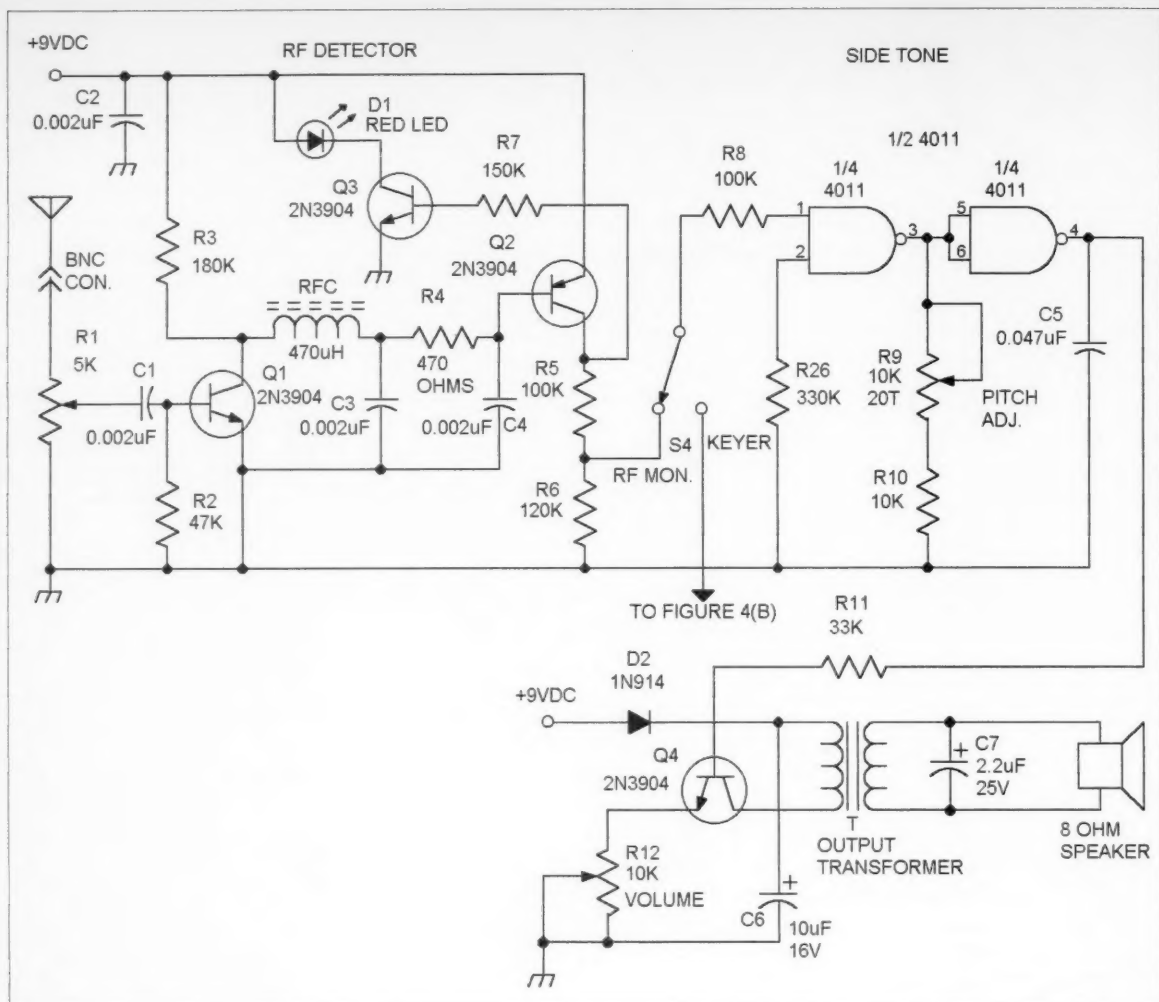 +9VDC
RF DETECTOR
SIDE TONE
C2
0.002uF
D1
RED LED
R7
150K
R8
100K
1/2 4011
1/4
4011
1/4
4011
1
2
3
5
6
4
Q3
2N3904
Q2
2N3904
R3
180K
BNC
CON.
RFC
470uH
R4
470
OHMS
R1
5K
C1
0.002uF
Q1
2N3904
C3
0.002uF
0.002uF
C4
R5
100K
R26
330K
R9
10K
20T
PITCH
ADJ.
C5
0.047uF
S4
KEYER
RF MON.
R2
47K
R6
120K
R10
10K
TO FIGURE 4(B)
R11
33K
D2
1N914
+9VDC
Q4
2N3904
+
C7
2.2uF
25V
T
OUTPUT
TRANSFORMER
8 OHM
SPEAKER
R12
10K
VOLUME
+
C6
10uF
16V